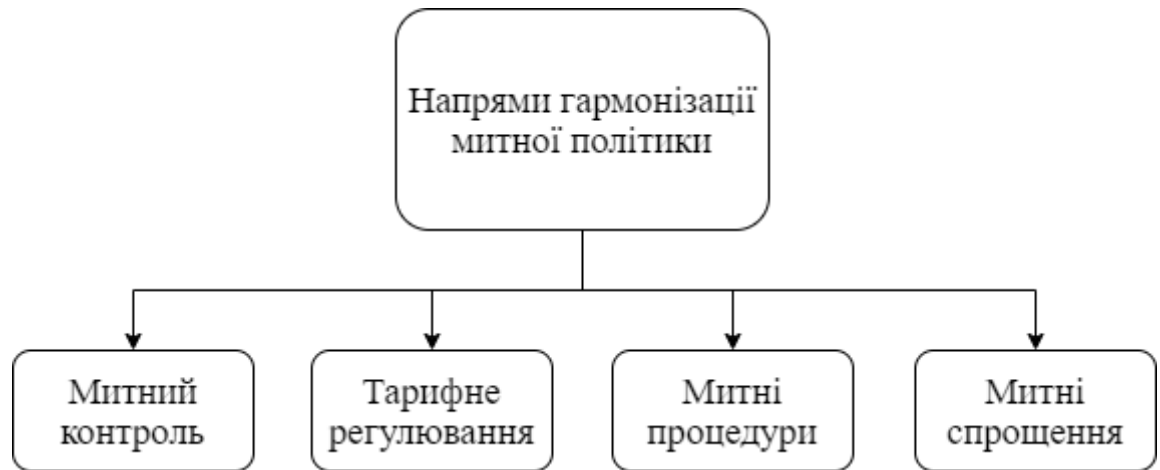 Напрями гармонізації
митної політики
Митний
контроль
Тарифне
регулювання
Митні
процедури
Митні
спрощення